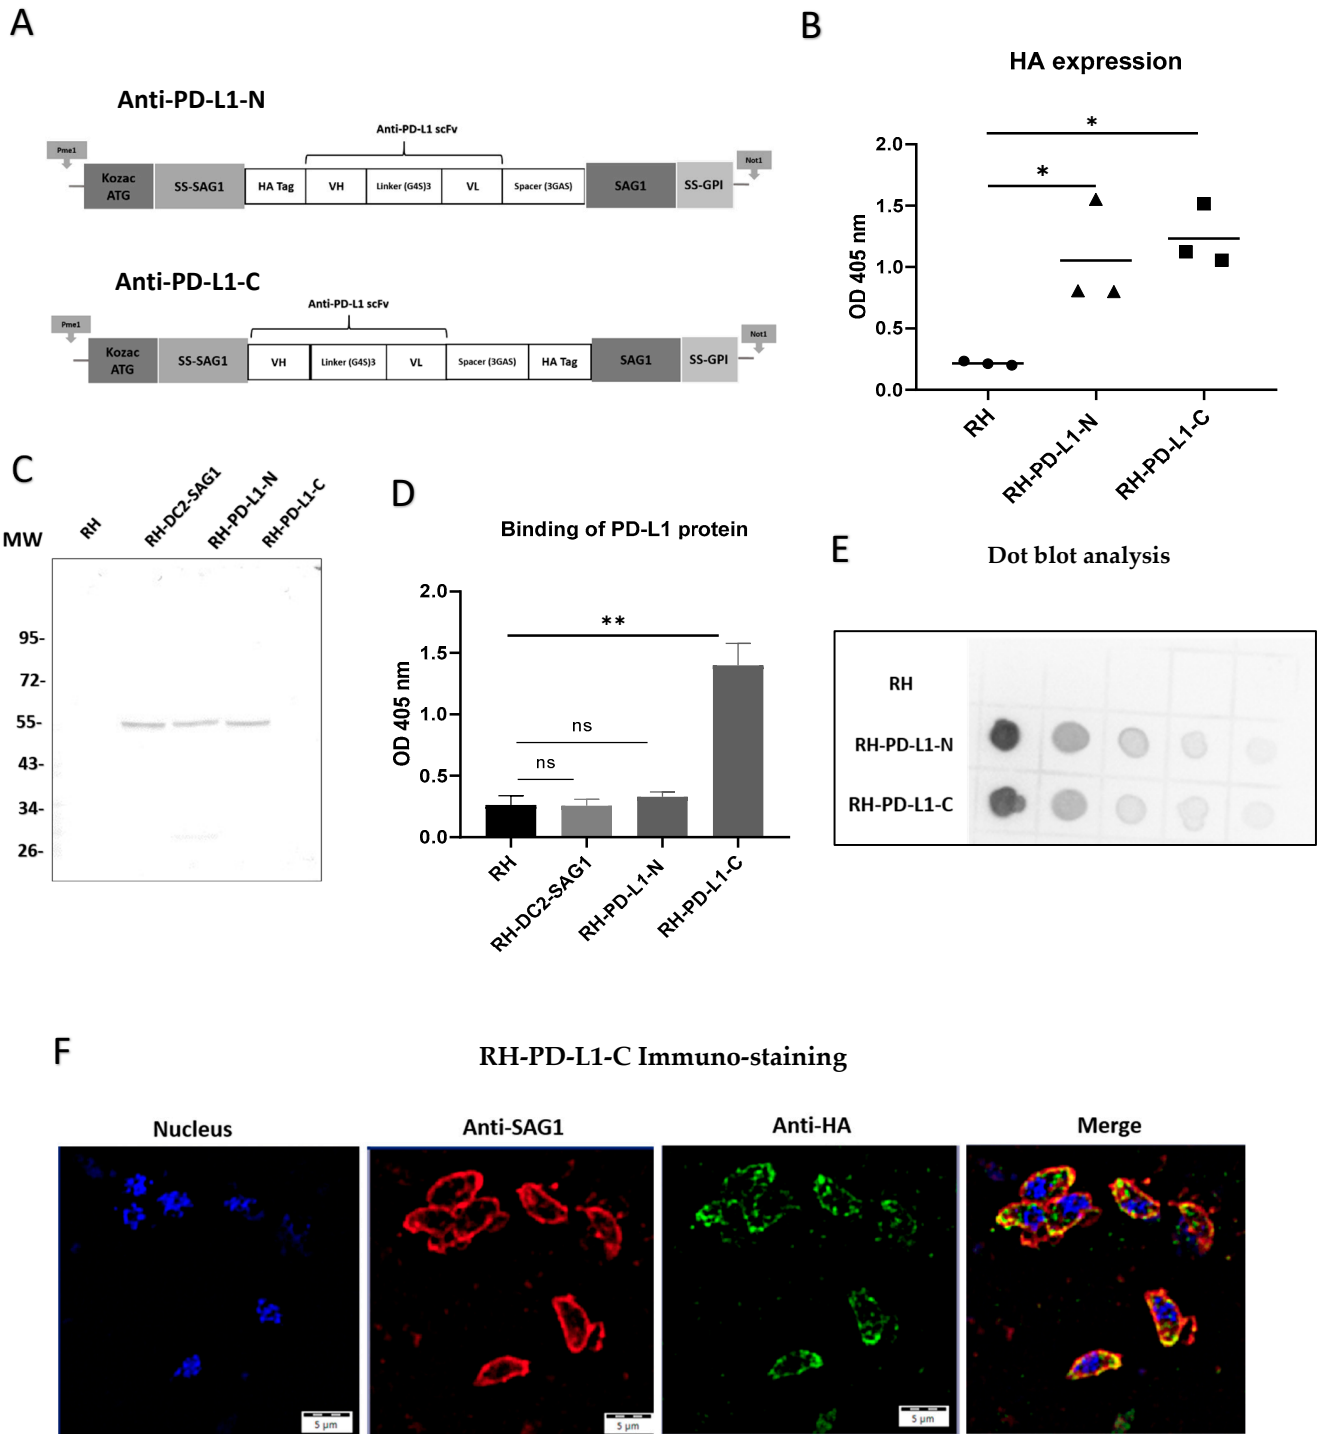 A
Anti-PD-L1-N
Anti-PD-L1 scFv
Pme1
Not1
Kozac
ATG
SS-SAG1
HA Tag
VH
Linker (G4S)3
VL
Spacer (3GAS)
SAG1
SS-GPI
Anti-PD-L1-C
Anti-PD-L1 scFv
Pme1
Not1
Kozac
ATG
SS-SAG1
VH
Linker (G4S)3
VL
Spacer (3GAS)
HA Tag
SAG1
SS-GPI
B
HA expression
*
*
OD 405 nm
2.0
1.5
1.0
0.5
0.0
RH
RH-PD-L1-N
RH-PD-L1-C
C
MW
RH
RH-DC2-SAG1
RH-PD-L1-N
RH-PD-L1-C
95-
72-
55-
43-
34-
26-
D
Binding of PD-L1 protein
OD 405 nm
2.0
1.5
1.0
0.5
0.0
**
ns
ns
RH
RH-DC2-SAG1
RH-PD-L1-N
RH-PD-L1-C
E
Dot blot analysis
RH
RH-PD-L1-N
RH-PD-L1-C
F
RH-PD-L1-C Immuno-staining
Nucleus
Anti-SAG1
Anti-HA
Merge
5 µm
5 µm
5 µm
5 µm